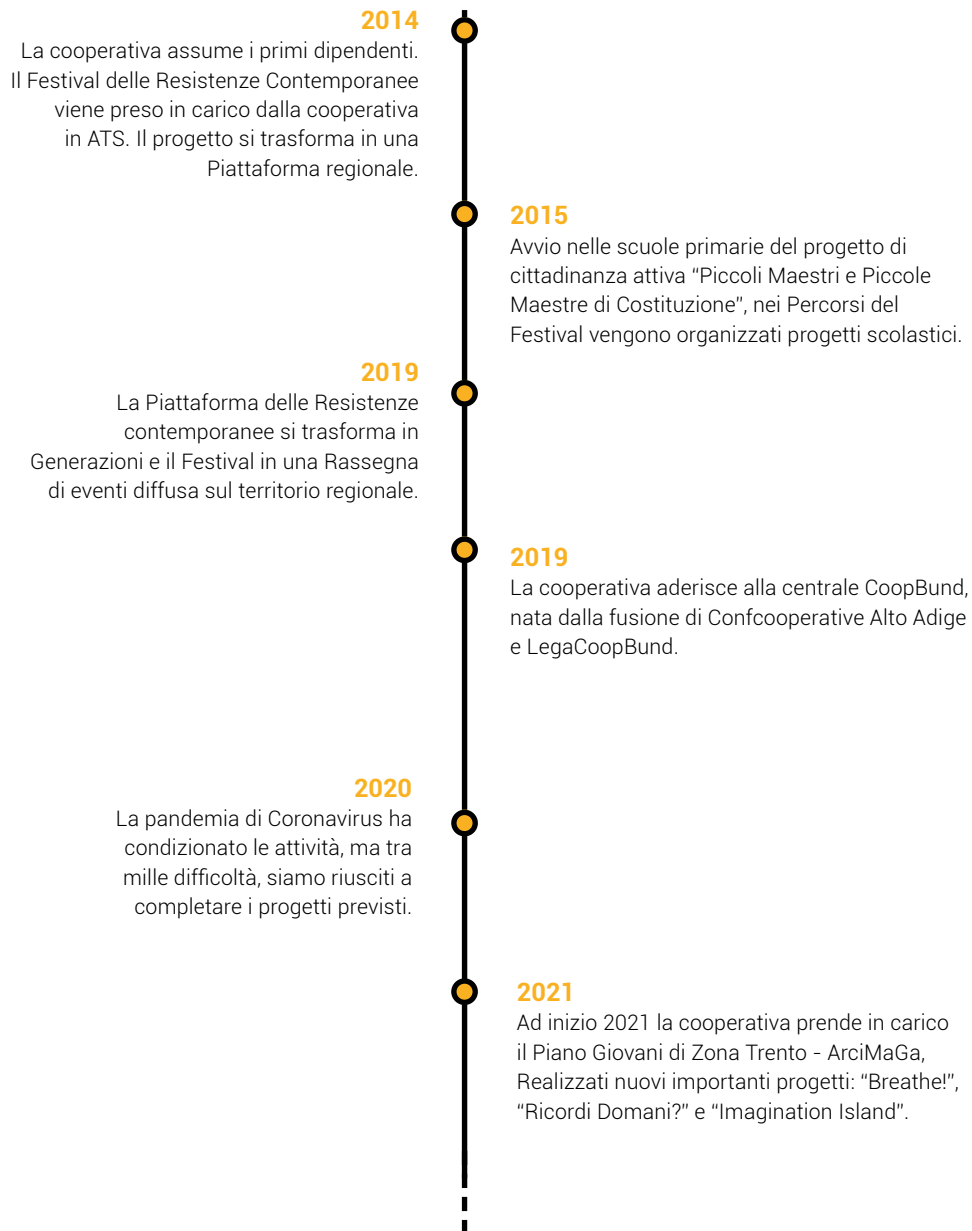 2014
La cooperativa assume i primi dipendenti.
Il Festival delle Resistenze Contemporanee
viene preso in carico dalla cooperativa
in ATS. Il progetto si trasforma in una
Piattaforma regionale.
2015
Avvio nelle scuole primarie del progetto di
cittadinanza attiva “Piccoli Maestri e Piccole
Maestre di Costituzione”, nei Percorsi del
Festival vengono organizzati progetti scolastici.
2019
La Piattaforma delle Resistenze
contemporanee si trasforma in
Generazioni e il Festival in una Rassegna
di eventi diffusa sul territorio regionale.
2019
La cooperativa aderisce alla centrale CoopBund,
nata dalla fusione di Confcooperative Alto Adige
e LegaCoopBund.
2020
La pandemia di Coronavirus ha
condizionato le attività, ma tra
mille difficoltà, siamo riusciti a
completare i progetti previsti.
2021
Ad inizio 2021 la cooperativa prende in carico
il Piano Giovani di Zona Trento - ArciMaGa,
Realizzati nuovi importanti progetti: “Breathe!”,
“Ricordi Domani?” e “Imagination Island”.